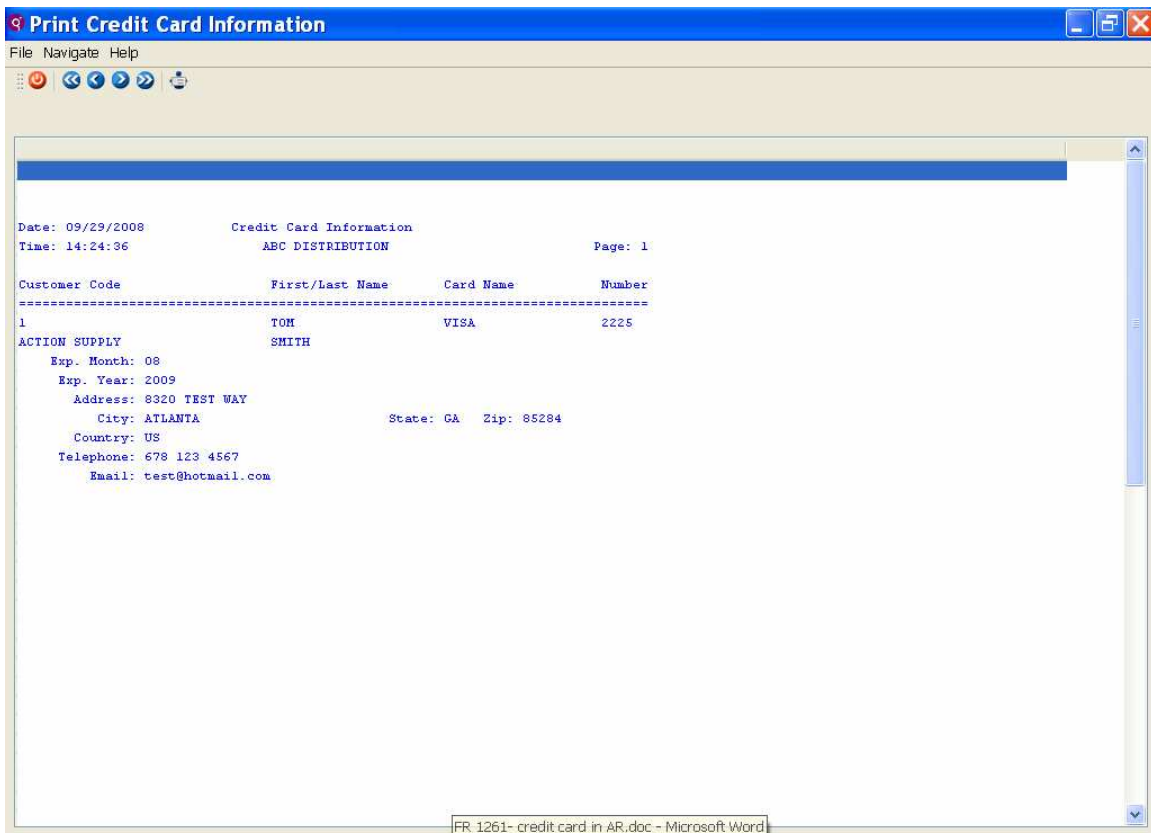 Print Credit Card Information
File Navigate Help
Date: 09/29/2008 Credit Card Information
Time: 14:24:36 ABC DISTRIBUTION Page: 1
Customer Code First/Last Name Card Name Number
================================================================================
1 TOM VISA 2225
ACTION SUPPLY SMITH
Exp. Month: 08
Exp. Year: 2009
Address: 8320 TEST WAY
City: ATLANTA State: GA Zip: 85284
Country: US
Telephone: 678 123 4567
Email: test@hotmail.com
FR 1261- credit card in AR.doc - Microsoft Word